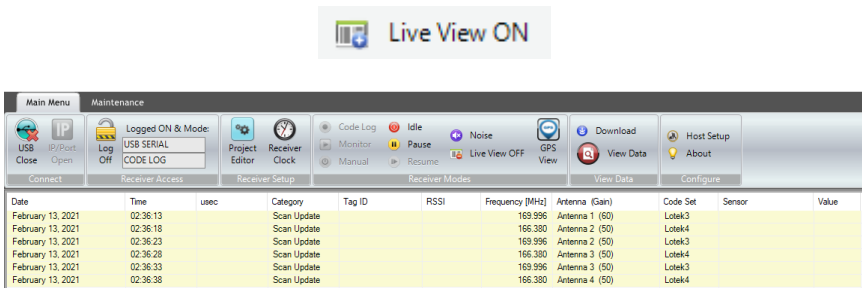 Live View ON
Main Menu Maintenance
USB Close IP/Port Open Log Off Logged ON & Mode: USB SERIAL CODE LOG Project Editor Receiver Clock Code Log Monitor Manual Idle Pause Resume Noise Live View OFF GPS View Download View Data Host Setup About
Connect Receiver Access Receiver Setup Receiver Modes View Data Configure
Date Time usec Category Tag ID RSSI Frequency [MHz] Antenna (Gain) Code Set Sensor Value
February 13, 2021 02:36:13 Scan Update 169.996 Antenna 1 (60) Lotek3
February 13, 2021 02:36:18 Scan Update 166.380 Antenna 2 (50) Lotek4
February 13, 2021 02:36:23 Scan Update 169.996 Antenna 2 (50) Lotek3
February 13, 2021 02:36:28 Scan Update 166.380 Antenna 3 (50) Lotek4
February 13, 2021 02:36:33 Scan Update 169.996 Antenna 3 (50) Lotek3
February 13, 2021 02:36:38 Scan Update 166.380 Antenna 4 (50) Lotek4